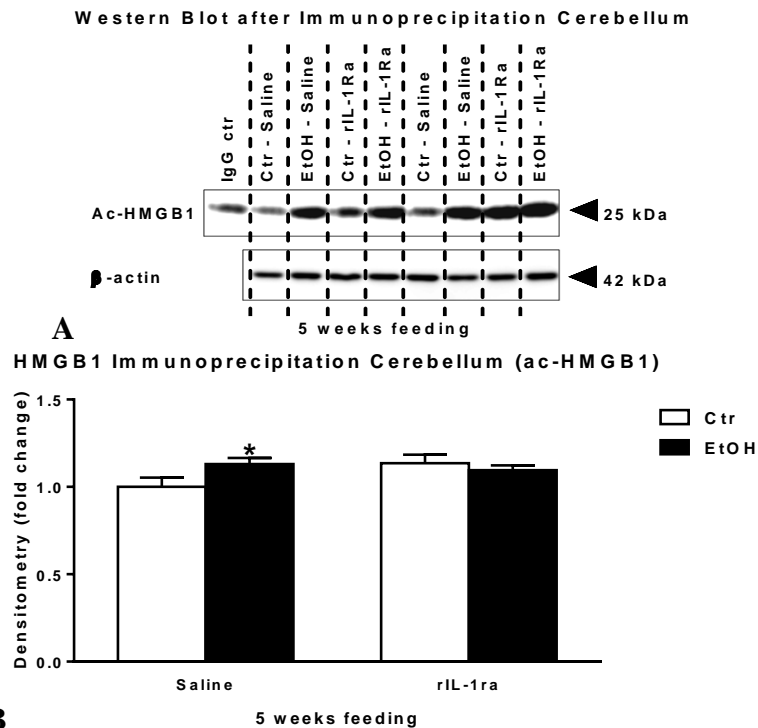 Western Blot after Immunoprecipitation Cerebellum
IgG ctr
Ctr - Saline
EtOH - Saline
Ctr - rIL-1Ra
EtOH - rIL-1Ra
Ctr - Saline
EtOH - Saline
Ctr - rIL-1Ra
EtOH - rIL-1Ra
Ac-HMGB1
25 kDa
β-actin
42 kDa
A
5 weeks feeding
HMGB1 Immunoprecipitation Cerebellum (ac-HMGB1)
Densitometry (fold change)
1.5
1.0
0.5
0.0
*
Ctr
EtOH
Saline
rIL-1ra
B
5 weeks feeding